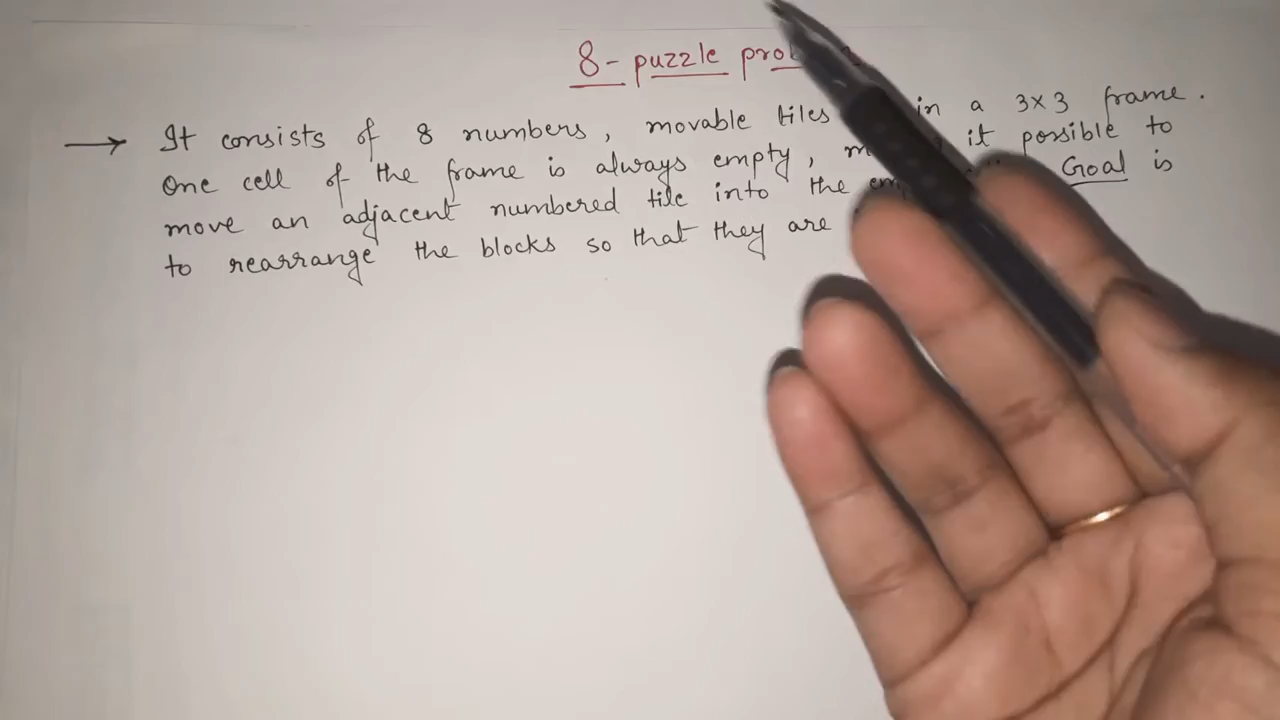 8-puzzle
→ It consists of 8 numbers, movable tiles in a 3×3 frame.
One cell of the frame is always empty, it possible to
move an adjacent numbered tile into the Goal is
to rearrange the blocks so that they are